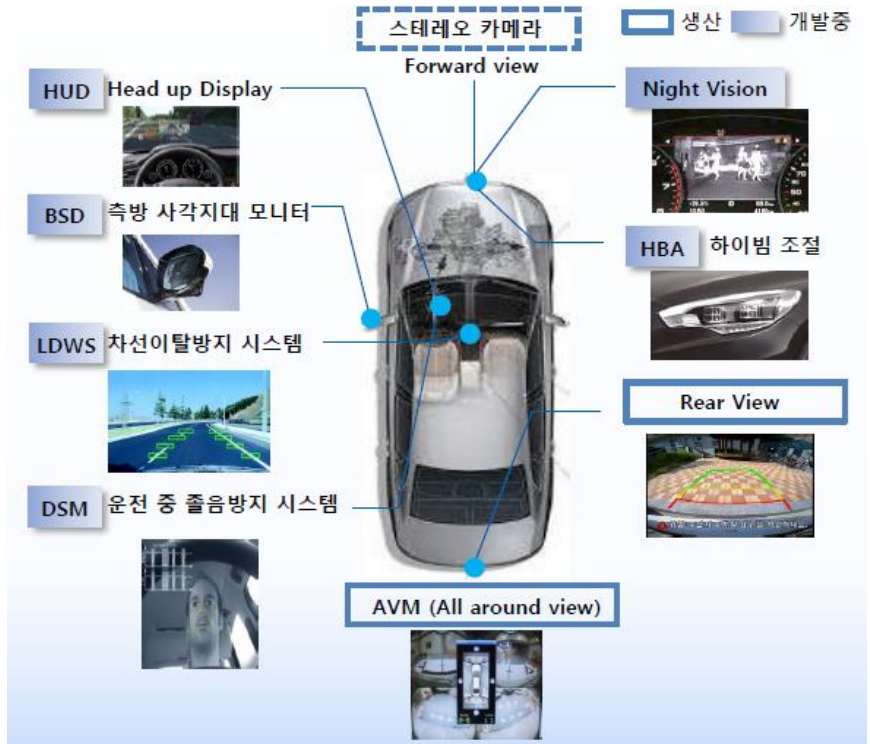 스테레오 카메라
생산
개발중
Forward view
HUD Head up Display
Night Vision
BSD 측방 사각지대 모니터
HBA 하이빔 조절
LDWS 차선이탈방지 시스템
Rear View
DSM 운전 중 졸음방지 시스템
AVM (All around view)